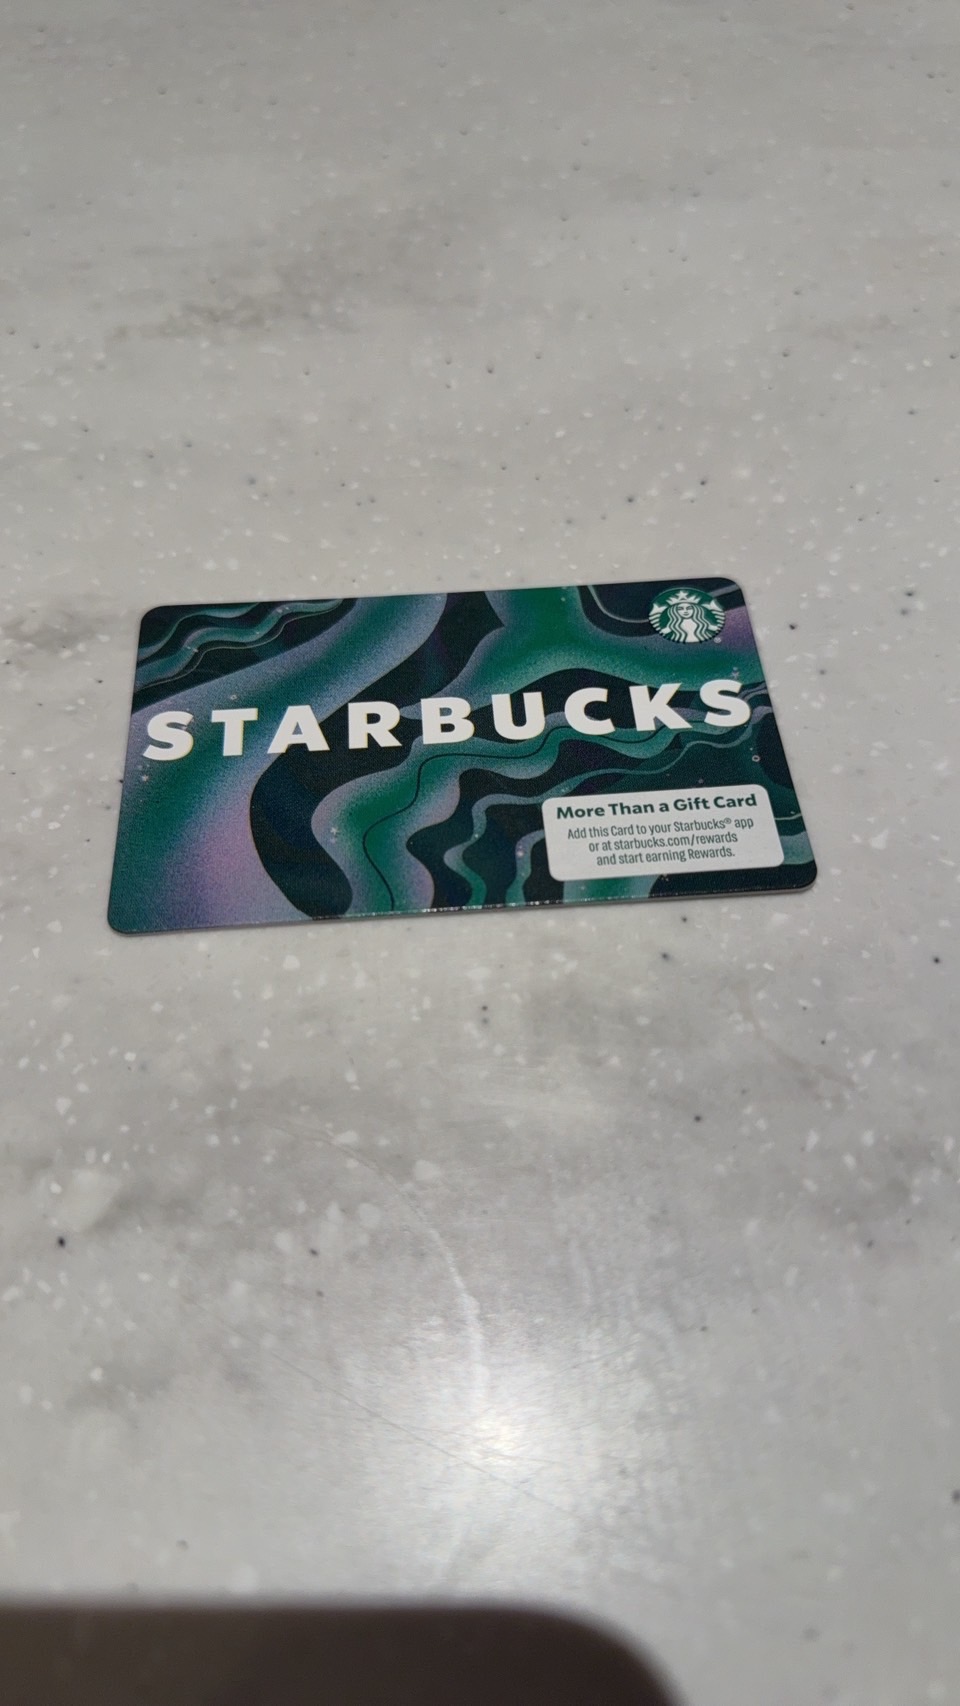 STARBUCKS
More Than a Gift Card
Add this Card to your Starbucks® app
or at starbucks.com/rewards
and start earning Rewards.